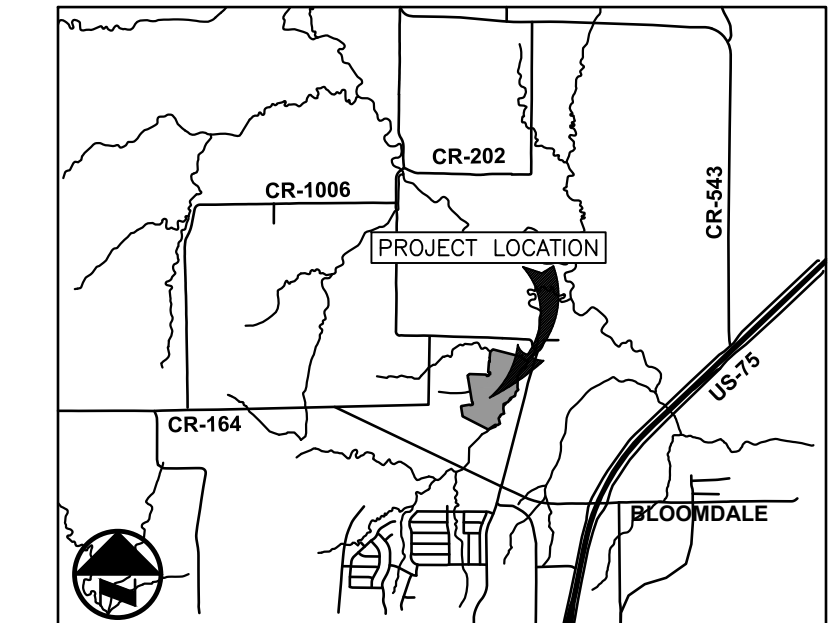 CR-202
CR-1006
CR-543
PROJECT LOCATION
US-75
CR-164
BLOOMDALE
N